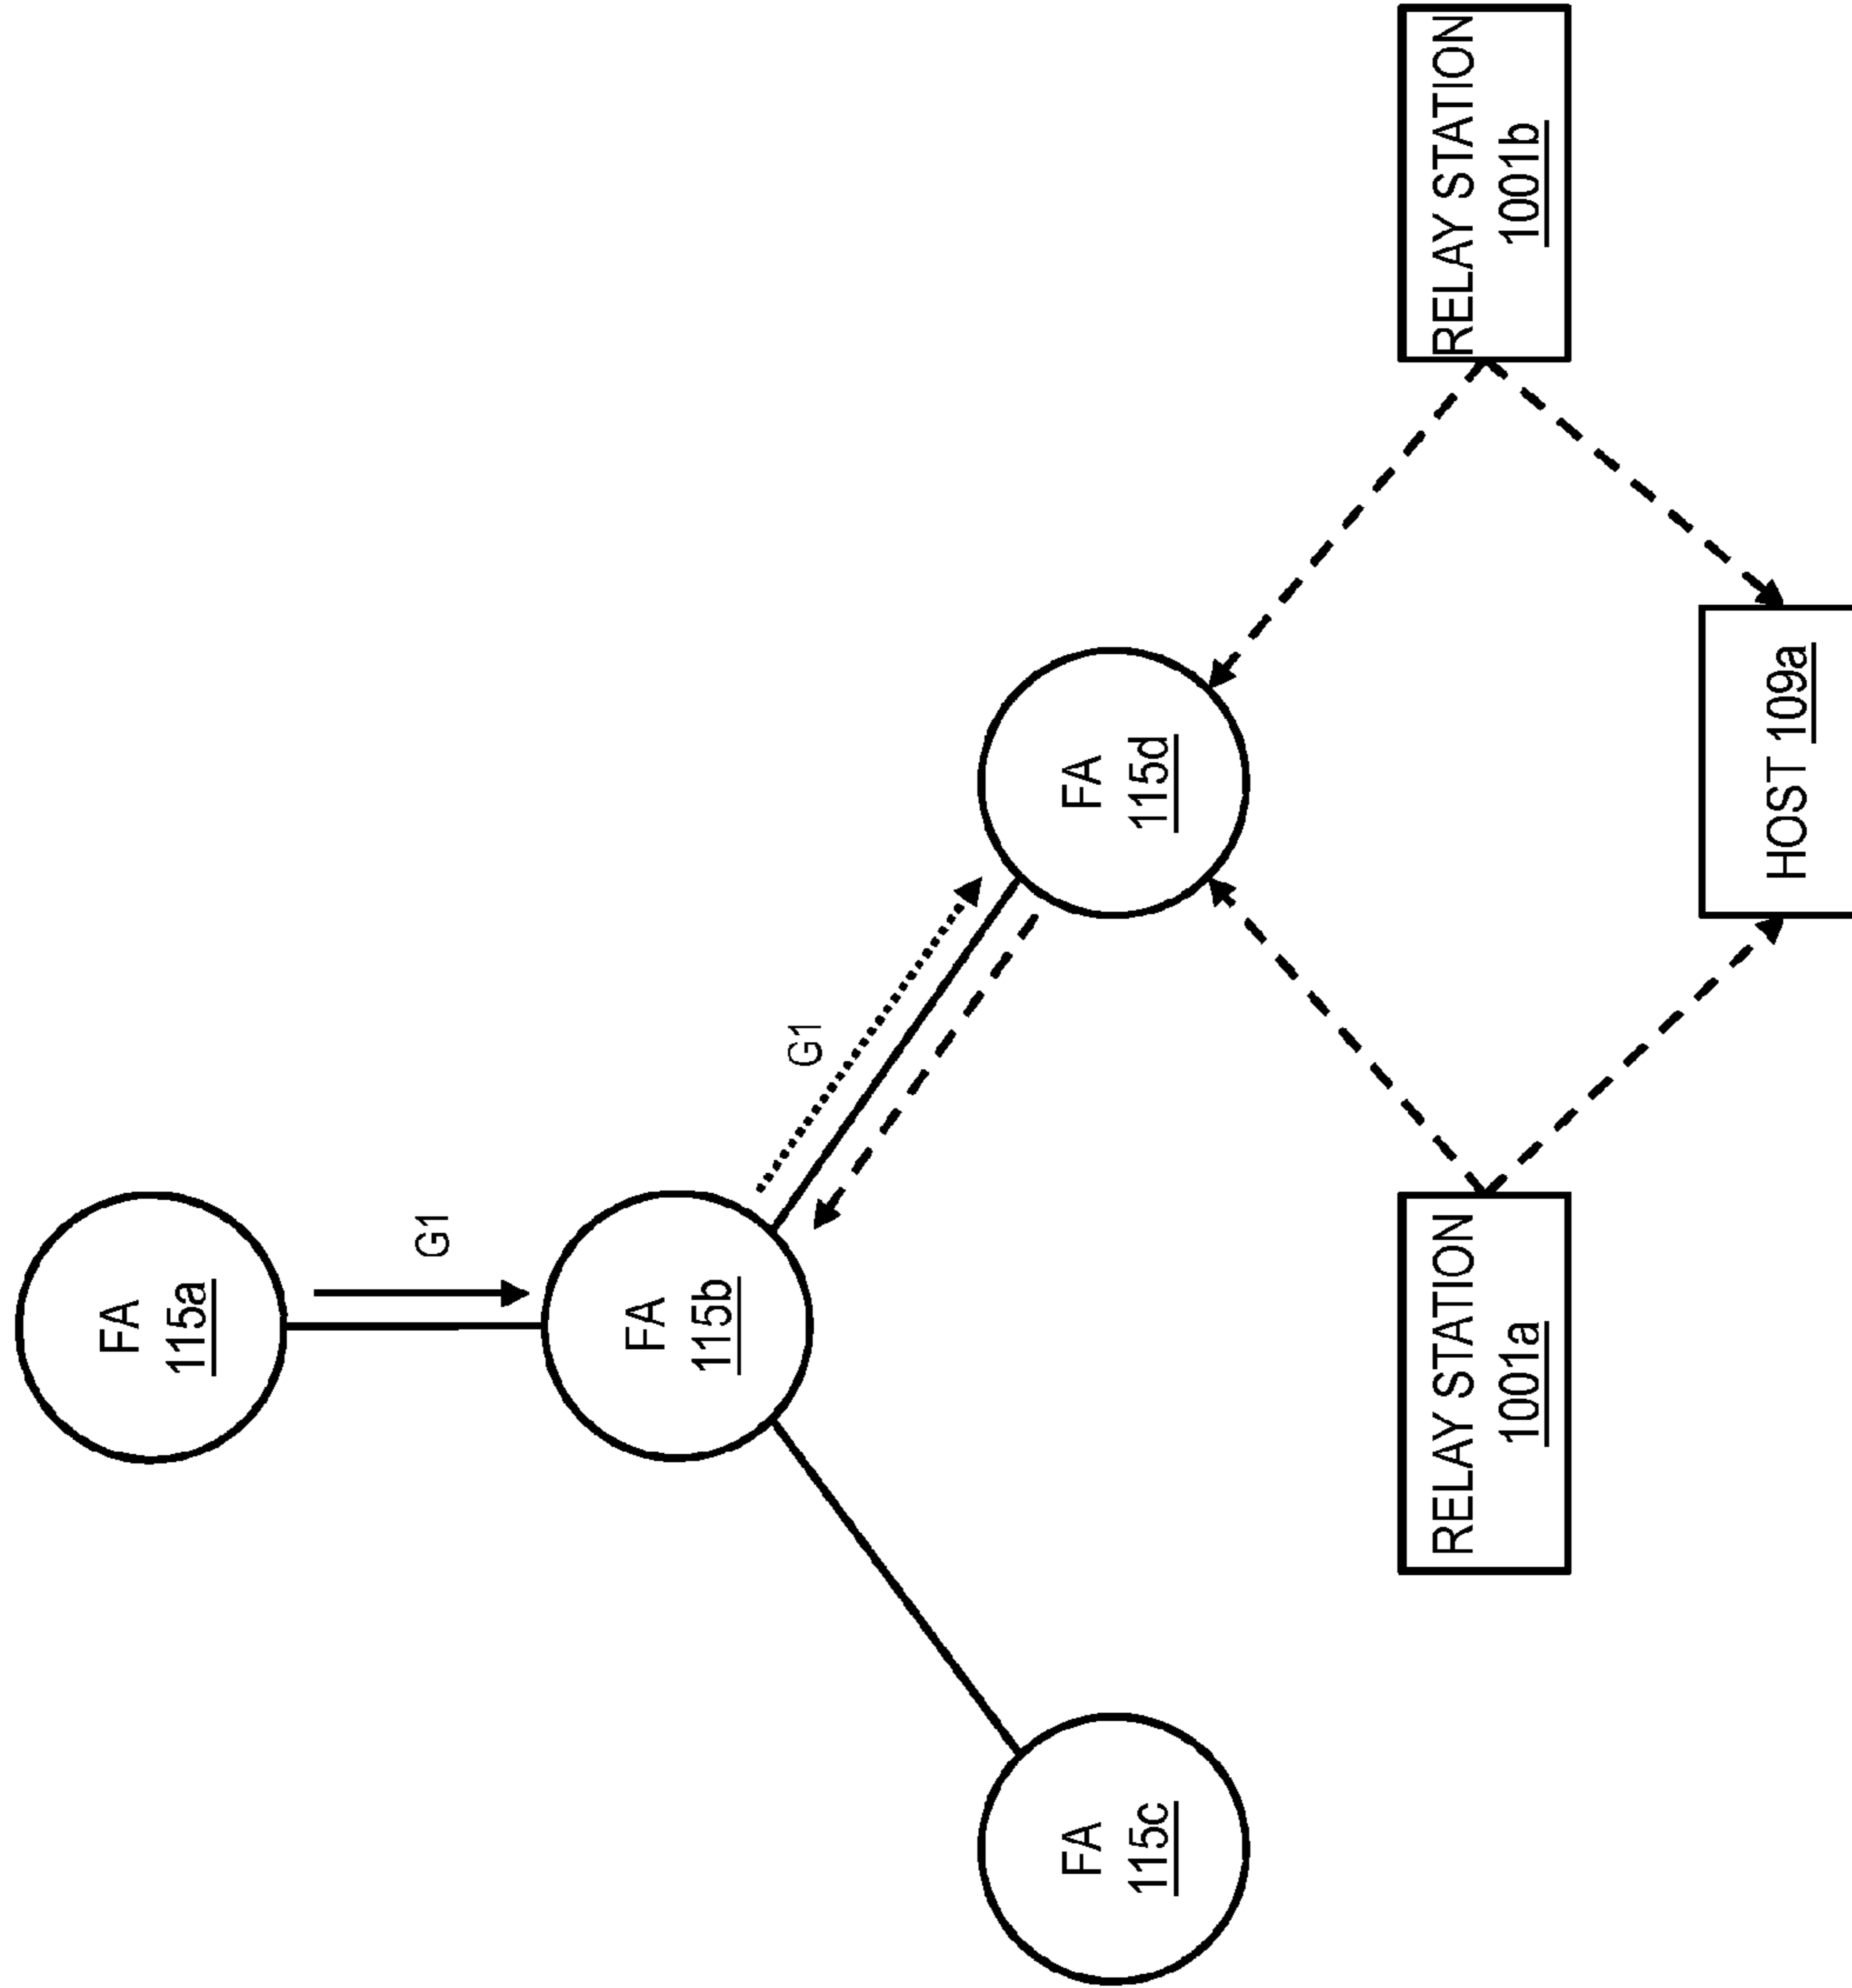 FA
115a
G1
FA
115b
G1
FA
115c
FA
115d
RELAY STATION
1001a
RELAY STATION
1001b
HOST 109a